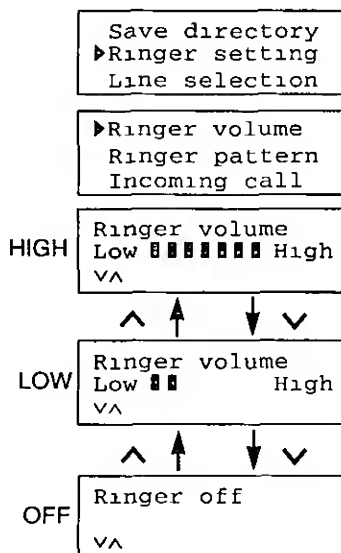 Save directory
▶Ringer setting
Line selection
▶Ringer volume
Ringer pattern
Incoming call
HIGH
Ringer volume
Low ▮▮▮▮▮▮▮ High
∨∧
∧ ∨
LOW
Ringer volume
Low ▮▮ High
∨∧
∧ ∨
OFF
Ringer off
∨∧